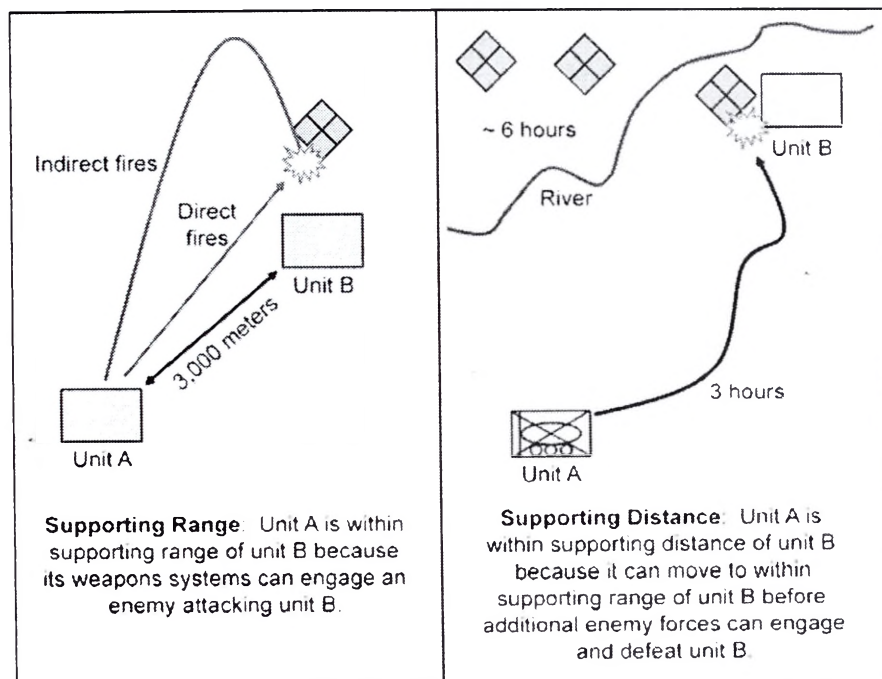 Indirect fires
Direct
fires
Unit B
3,000 meters
Unit A
Supporting Range: Unit A is within
supporting range of unit B because
its weapons systems can engage an
enemy attacking unit B.
~ 6 hours
River
Unit B
3 hours
Unit A
Supporting Distance: Unit A is
within supporting distance of unit B
because it can move to within
supporting range of unit B before
additional enemy forces can engage
and defeat unit B.